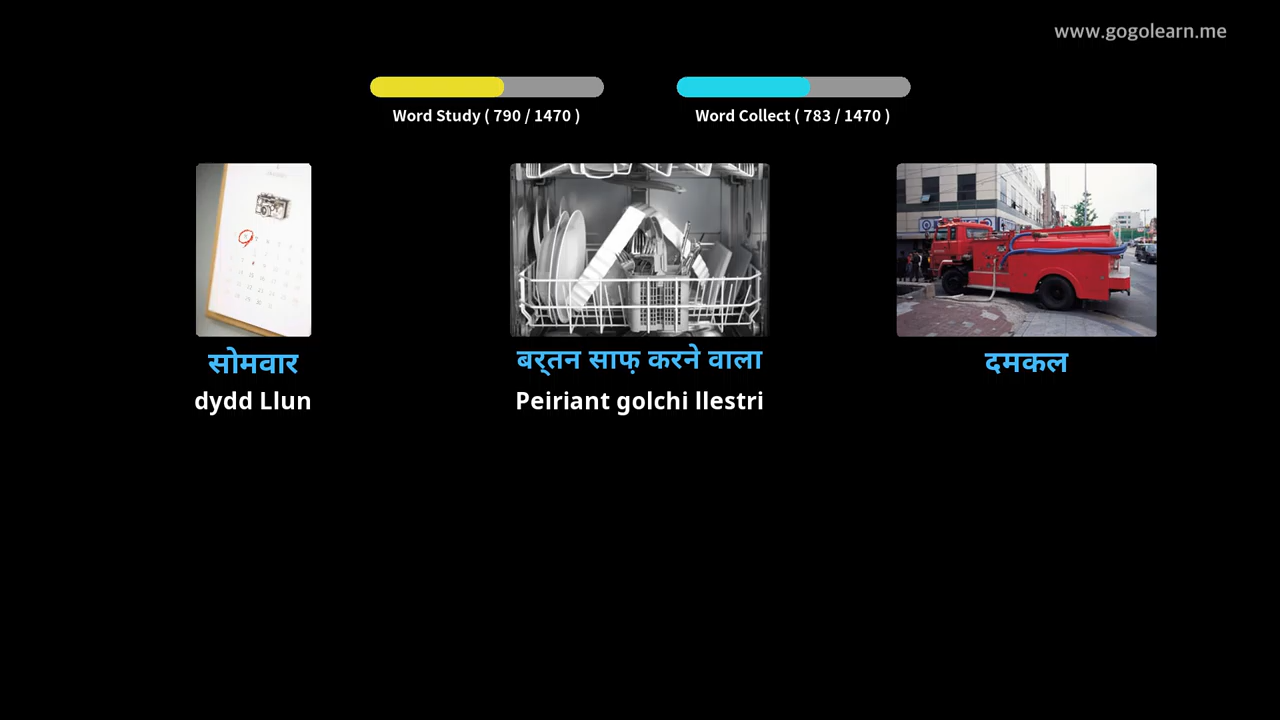 www.gogolearn.me
Word Study ( 790 / 1470 )
Word Collect ( 783 / 1470 )
सोमवार
बर्‌तन साफ़ करने वाला
दमकल
dydd Llun
Peiriant golchi llestri